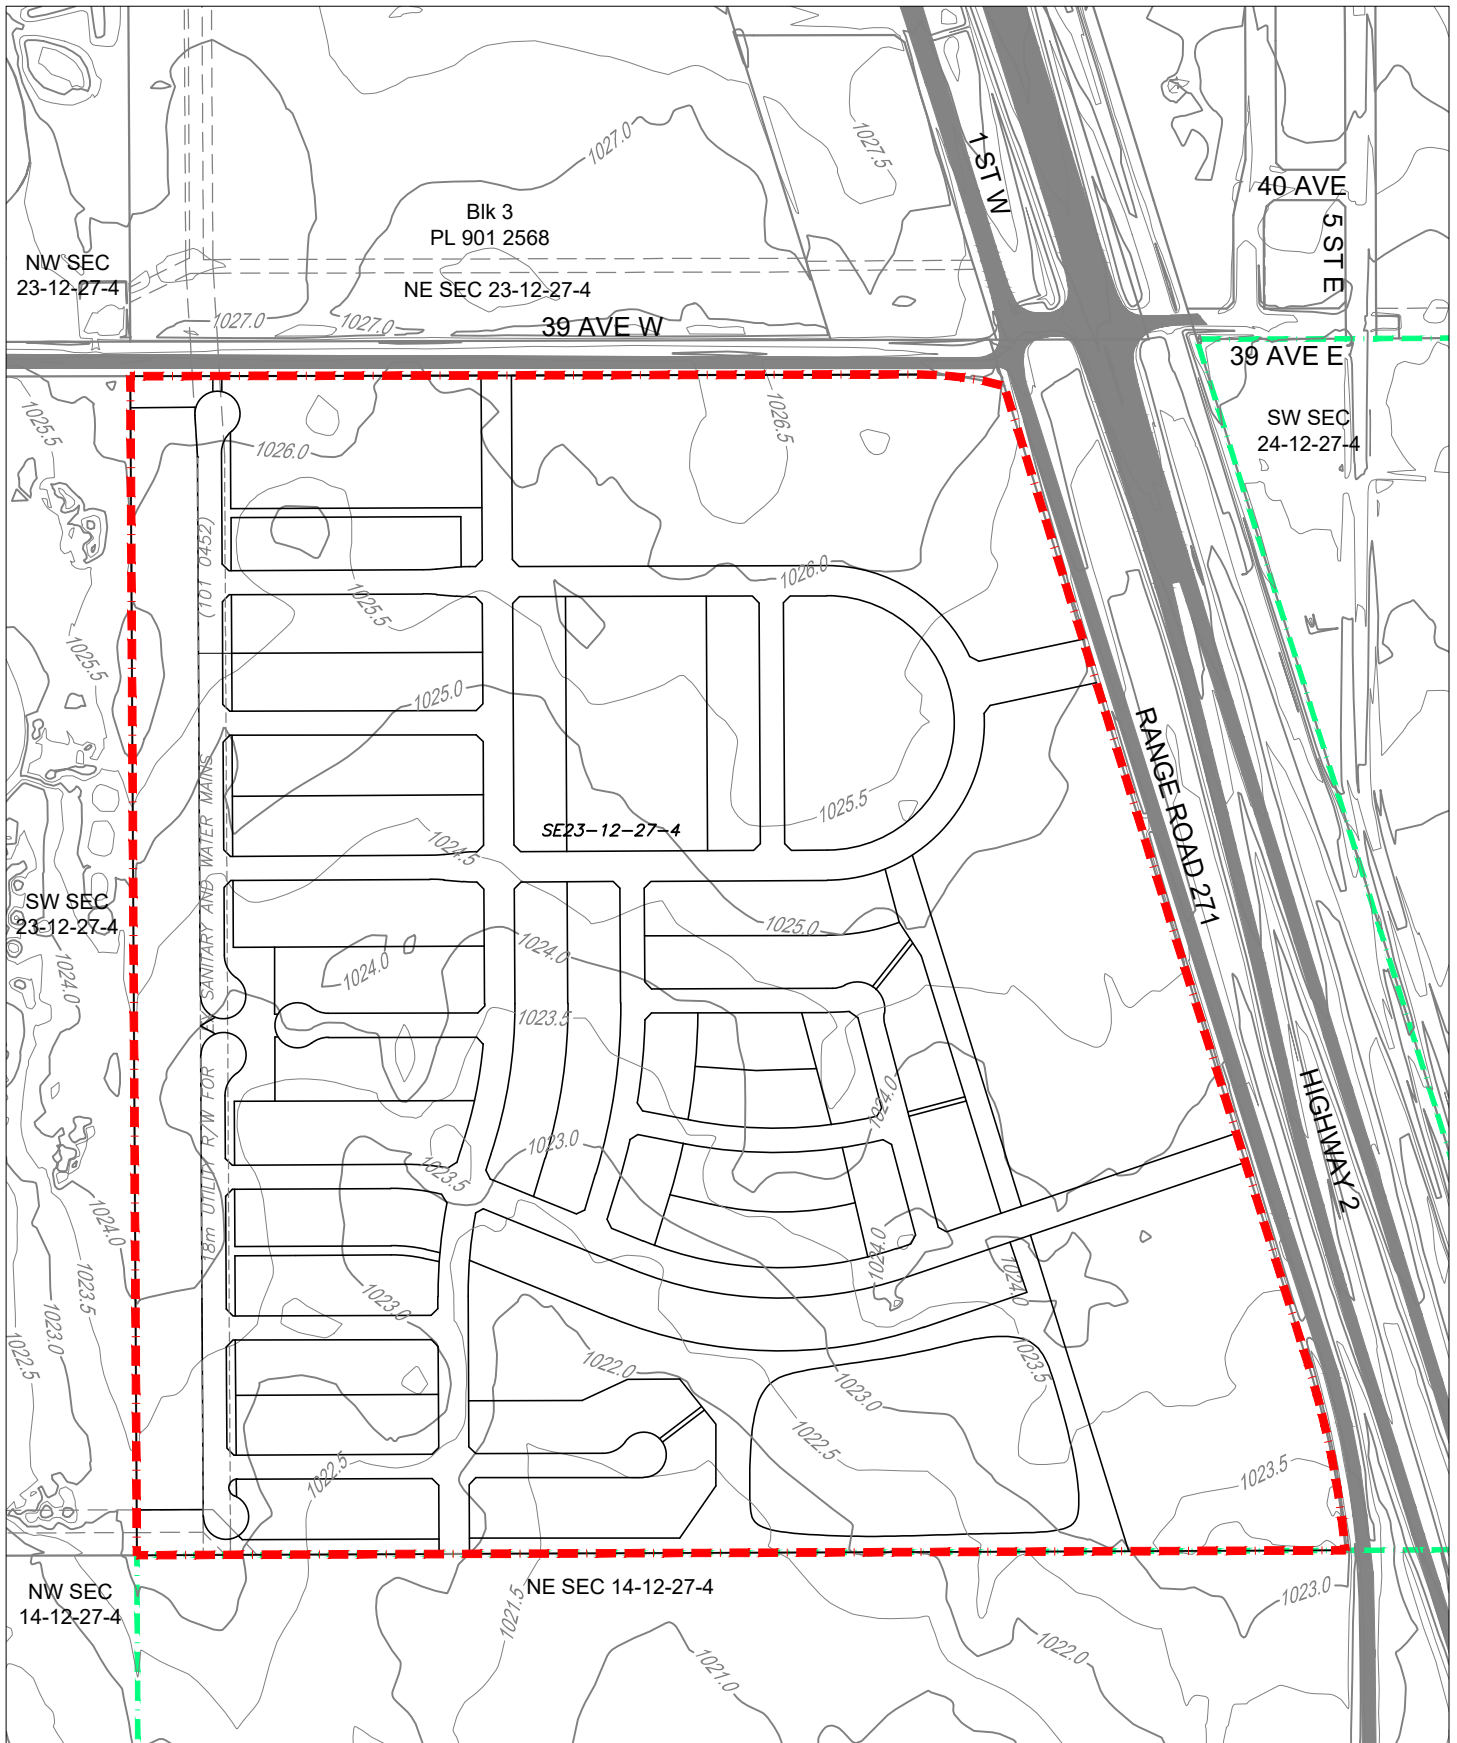 1 ST W
1027.0
1027.5
40 AVE
5 ST E
Blk 3
PL 901 2568
NW SEC
23-12-27-4
NE SEC 23-12-27-4
1027.0
1027.0
39 AVE W
39 AVE E
SW SEC
24-12-27-4
1025.5
1026.0
1026.5
(101 0452)
1025.5
1026.0
1025.5
1025.0
RANGE ROAD 271
1025.5
SE23-12-27-4
1024.5
18m UTILITY R/W FOR SANITARY AND WATER MAINS
SW SEC
23-12-27-4
1025.0
1024.0
1024.0
1024.0
1023.5
1024.0
HIGHWAY 2
1023.0
1023.5
1024.0
1024.0
1024.0
1023.5
1023.0
1022.5
1023.0
1022.0
1023.5
1023.0
1022.5
1022.5
1023.5
NW SEC
14-12-27-4
NE SEC 14-12-27-4
1021.5
1023.0
1022.0
1021.0